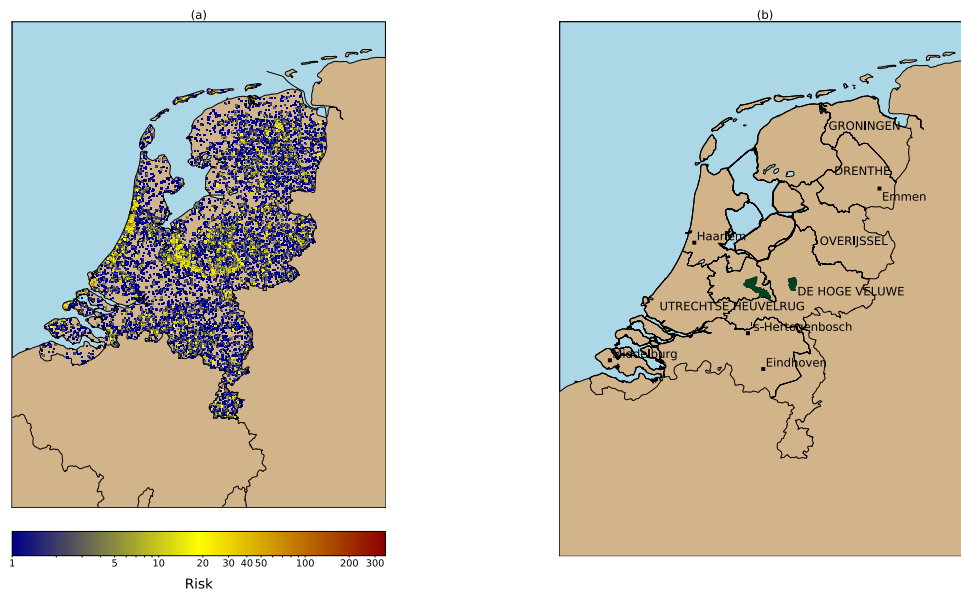 (a)
(b)
GRONINGEN
DRENTHE
Emmen
Haarlem
OVERIJSSEL
DE HOGE VELUWE
UTRECHTSE HEUVELRUG
's-Hertogenbosch
Middelburg
Eindhoven
1 5 10 20 30 40 50 100 200 300
Risk